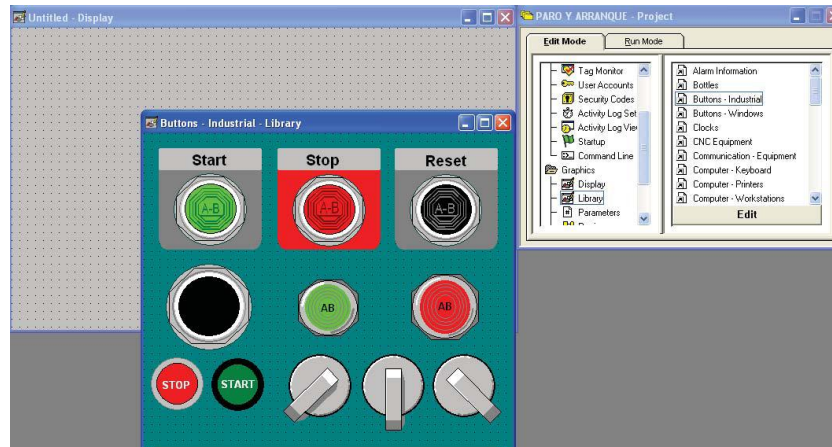 Untitled - Display
Buttons - Industrial - Library
Start
Stop
Reset
A-B
A-B
A-B
AB
AB
STOP
START
PARO Y ARRANQUE - Project
Edit Mode
Run Mode
Tag Monitor
User Accounts
Security Codes
Activity Log Set
Activity Log Vie
Startup
Command Line
Graphics
Display
Library
Parameters
Alarm Information
Bottles
Buttons - Industrial
Buttons - Windows
Clocks
CNC Equipment
Communication - Equipment
Computer - Keyboard
Computer - Printers
Computer - Workstations
Edit